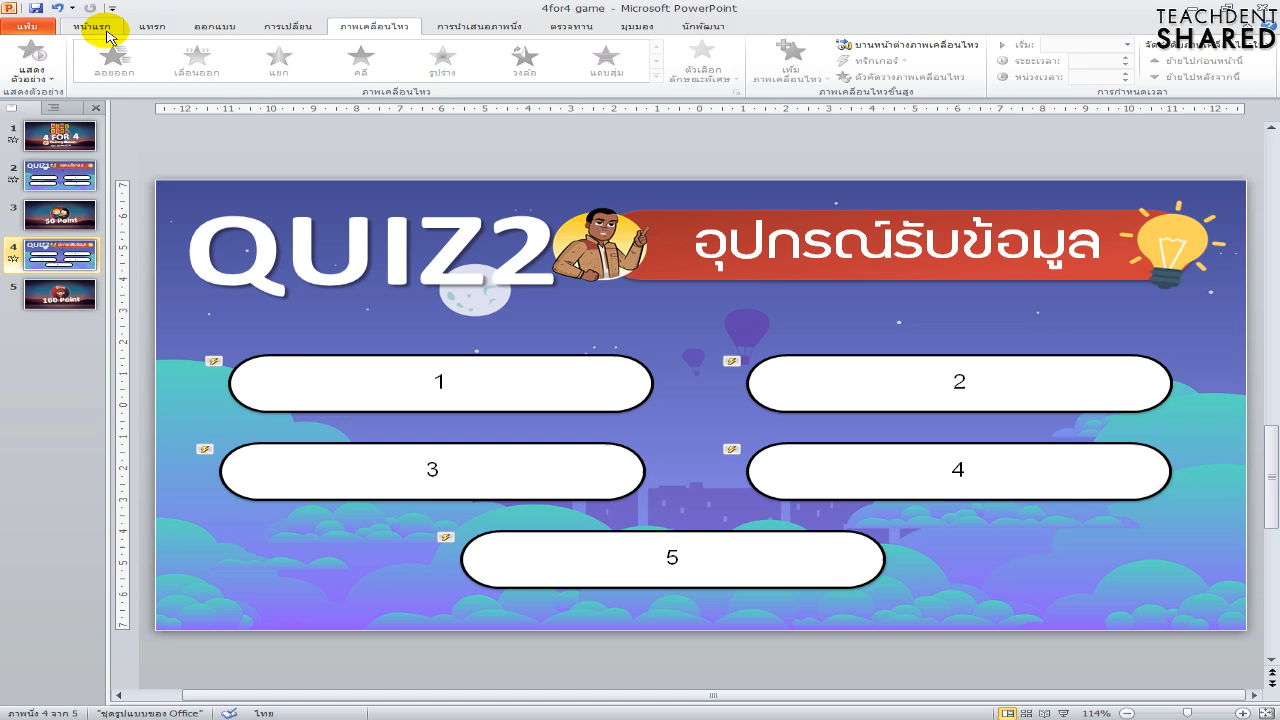 4for4 game - Microsoft PowerPoint
TEACHDENT
SHARED
แฟ้ม หน้าแรก แทรก ออกแบบ การเปลี่ยน ภาพเคลื่อนไหว นำเสนอภาพนิ่ง ตรวจทาน มุมมอง นักพัฒนา
แสดง
ตัวอย่าง
ลอยออก เลื่อนออก แยก คลี่ รูปร่าง วงล้อ แถบสุ่ม
ตัวเลือก
ลักษณะพิเศษ
เพิ่ม
ภาพเคลื่อนไหว
บานหน้าต่างภาพเคลื่อนไหว
ทริกเกอร์
ตัวคัดวางภาพเคลื่อนไหว
เริ่ม:
ระยะเวลา:
หน่วงเวลา:
ย้ายไปก่อนหน้านี้
ย้ายไปหลังจากนี้
แสดงตัวอย่าง ภาพเคลื่อนไหว ภาพเคลื่อนไหวขั้นสูง การกำหนดเวลา
1
4 FOR 4
2
QUIZ1
3
50 Point
4
QUIZ2
5
100 Point
QUIZ2
อุปกรณ์รับข้อมูล
1
2
3
4
5
ภาพนิ่ง 4 จาก 5 "ชุดรูปแบบของ Office" ไทย 114%